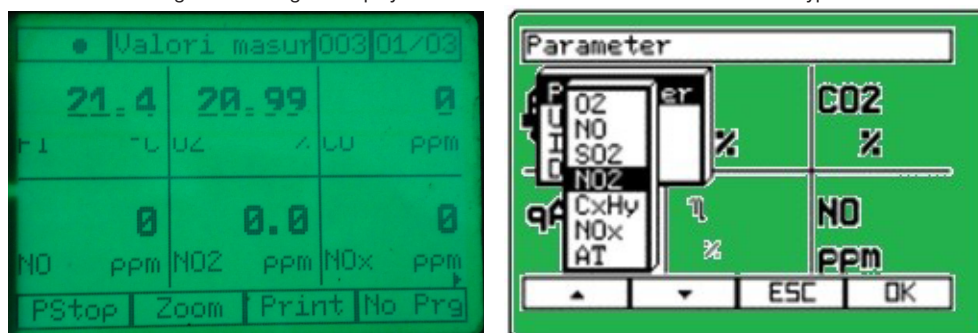 Valori masur 003 01/03
21.4 20.99 0
FT °C O2 % CO ppm
0 0.0 0
NO ppm NO2 ppm NOx ppm
PStop Zoom Print No Prg
Parameter
er
O2
NO
SO2
NO2
CxHy
NOx
AT
CO2
%
%
η
%
NO
ppm
ESC OK